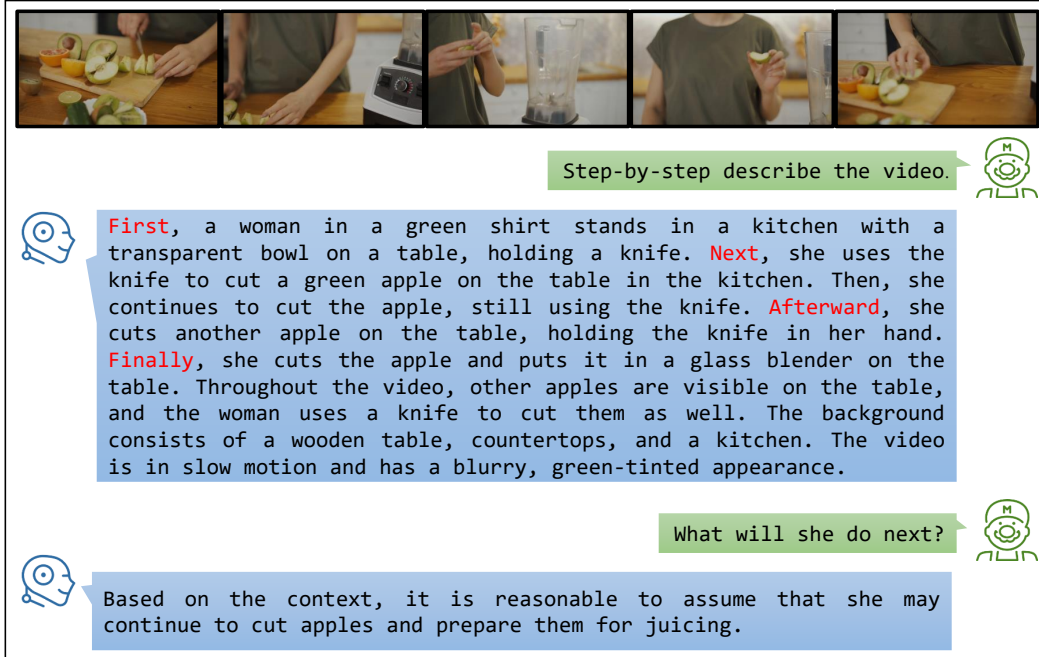 M
Step-by-step describe the video.
First, a woman in a green shirt stands in a kitchen with a
transparent bowl on a table, holding a knife. Next, she uses the
knife to cut a green apple on the table in the kitchen. Then, she
continues to cut the apple, still using the knife. Afterward, she
cuts another apple on the table, holding the knife in her hand.
Finally, she cuts the apple and puts it in a glass blender on the
table. Throughout the video, other apples are visible on the table,
and the woman uses a knife to cut them as well. The background
consists of a wooden table, countertops, and a kitchen. The video
is in slow motion and has a blurry, green-tinted appearance.
M
What will she do next?
Based on the context, it is reasonable to assume that she may
continue to cut apples and prepare them for juicing.